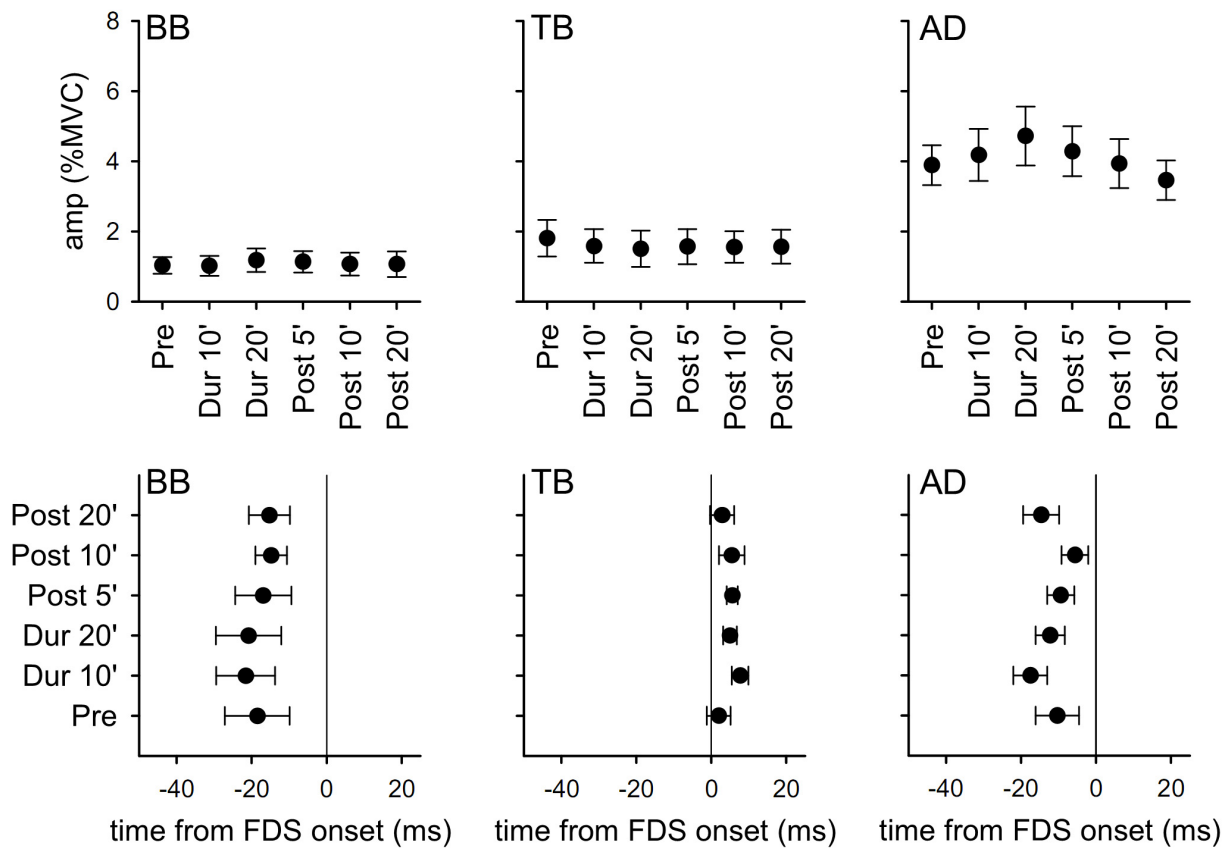 BB TB AD
amp (%MVC)
8
6
4
2
0
Pre Dur 10' Dur 20' Post 5' Post 10' Post 20'
Pre Dur 10' Dur 20' Post 5' Post 10' Post 20'
Pre Dur 10' Dur 20' Post 5' Post 10' Post 20'
BB TB AD
Post 20'
Post 10'
Post 5'
Dur 20'
Dur 10'
Pre
-40 -20 0 20
-40 -20 0 20
-40 -20 0 20
time from FDS onset (ms)
time from FDS onset (ms)
time from FDS onset (ms)